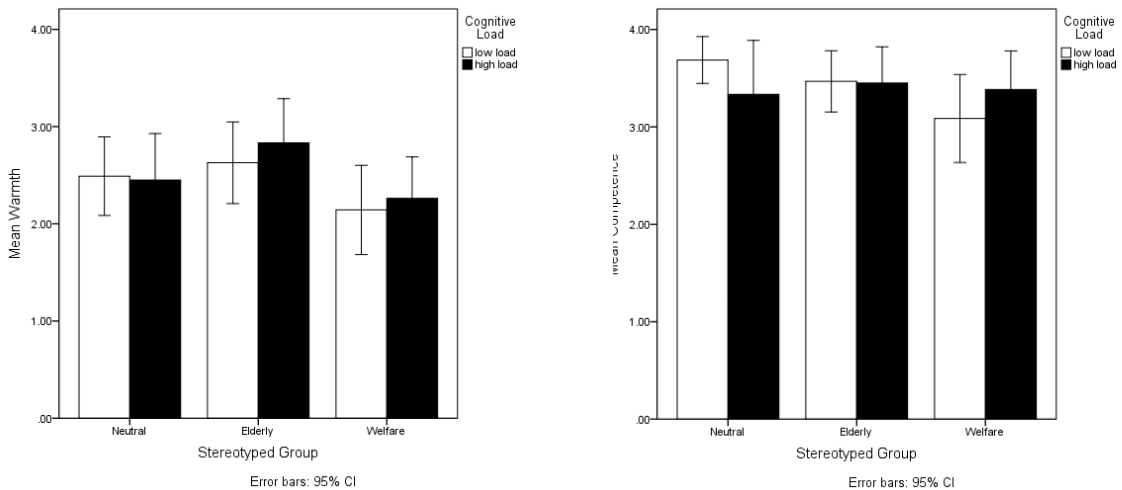 Cognitive
Load
low load
high load
4.00
3.00
2.00
1.00
.00
Mean Warmth
Neutral
Elderly
Welfare
Stereotyped Group
Error bars: 95% CI
Cognitive
Load
low load
high load
4.00
3.00
2.00
1.00
.00
Mean Competence
Neutral
Elderly
Welfare
Stereotyped Group
Error bars: 95% CI